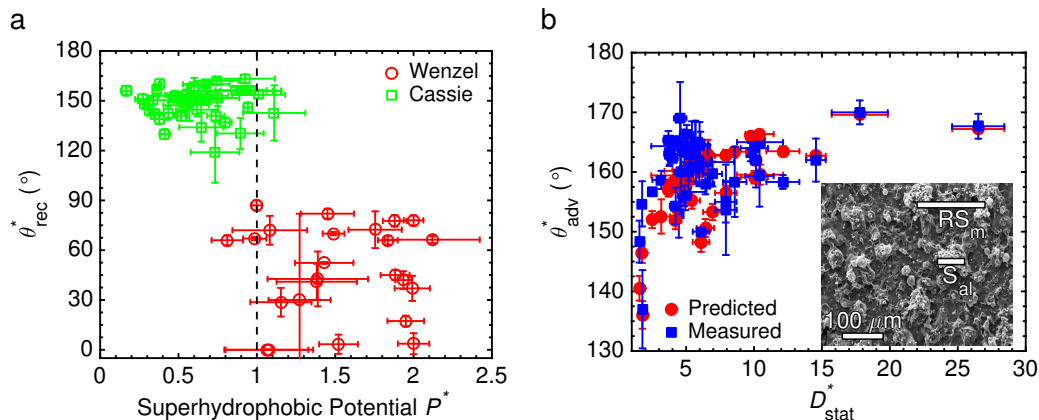 a
b
180
150
120
90
60
30
0
θ*rec (°)
Wenzel
Cassie
0
0.5
1
1.5
2
2.5
Superhydrophobic Potential P*
180
170
160
150
140
130
θ*adv (°)
Predicted
Measured
RSm
Sal
100 μm
5
10
15
20
25
30
D*stat